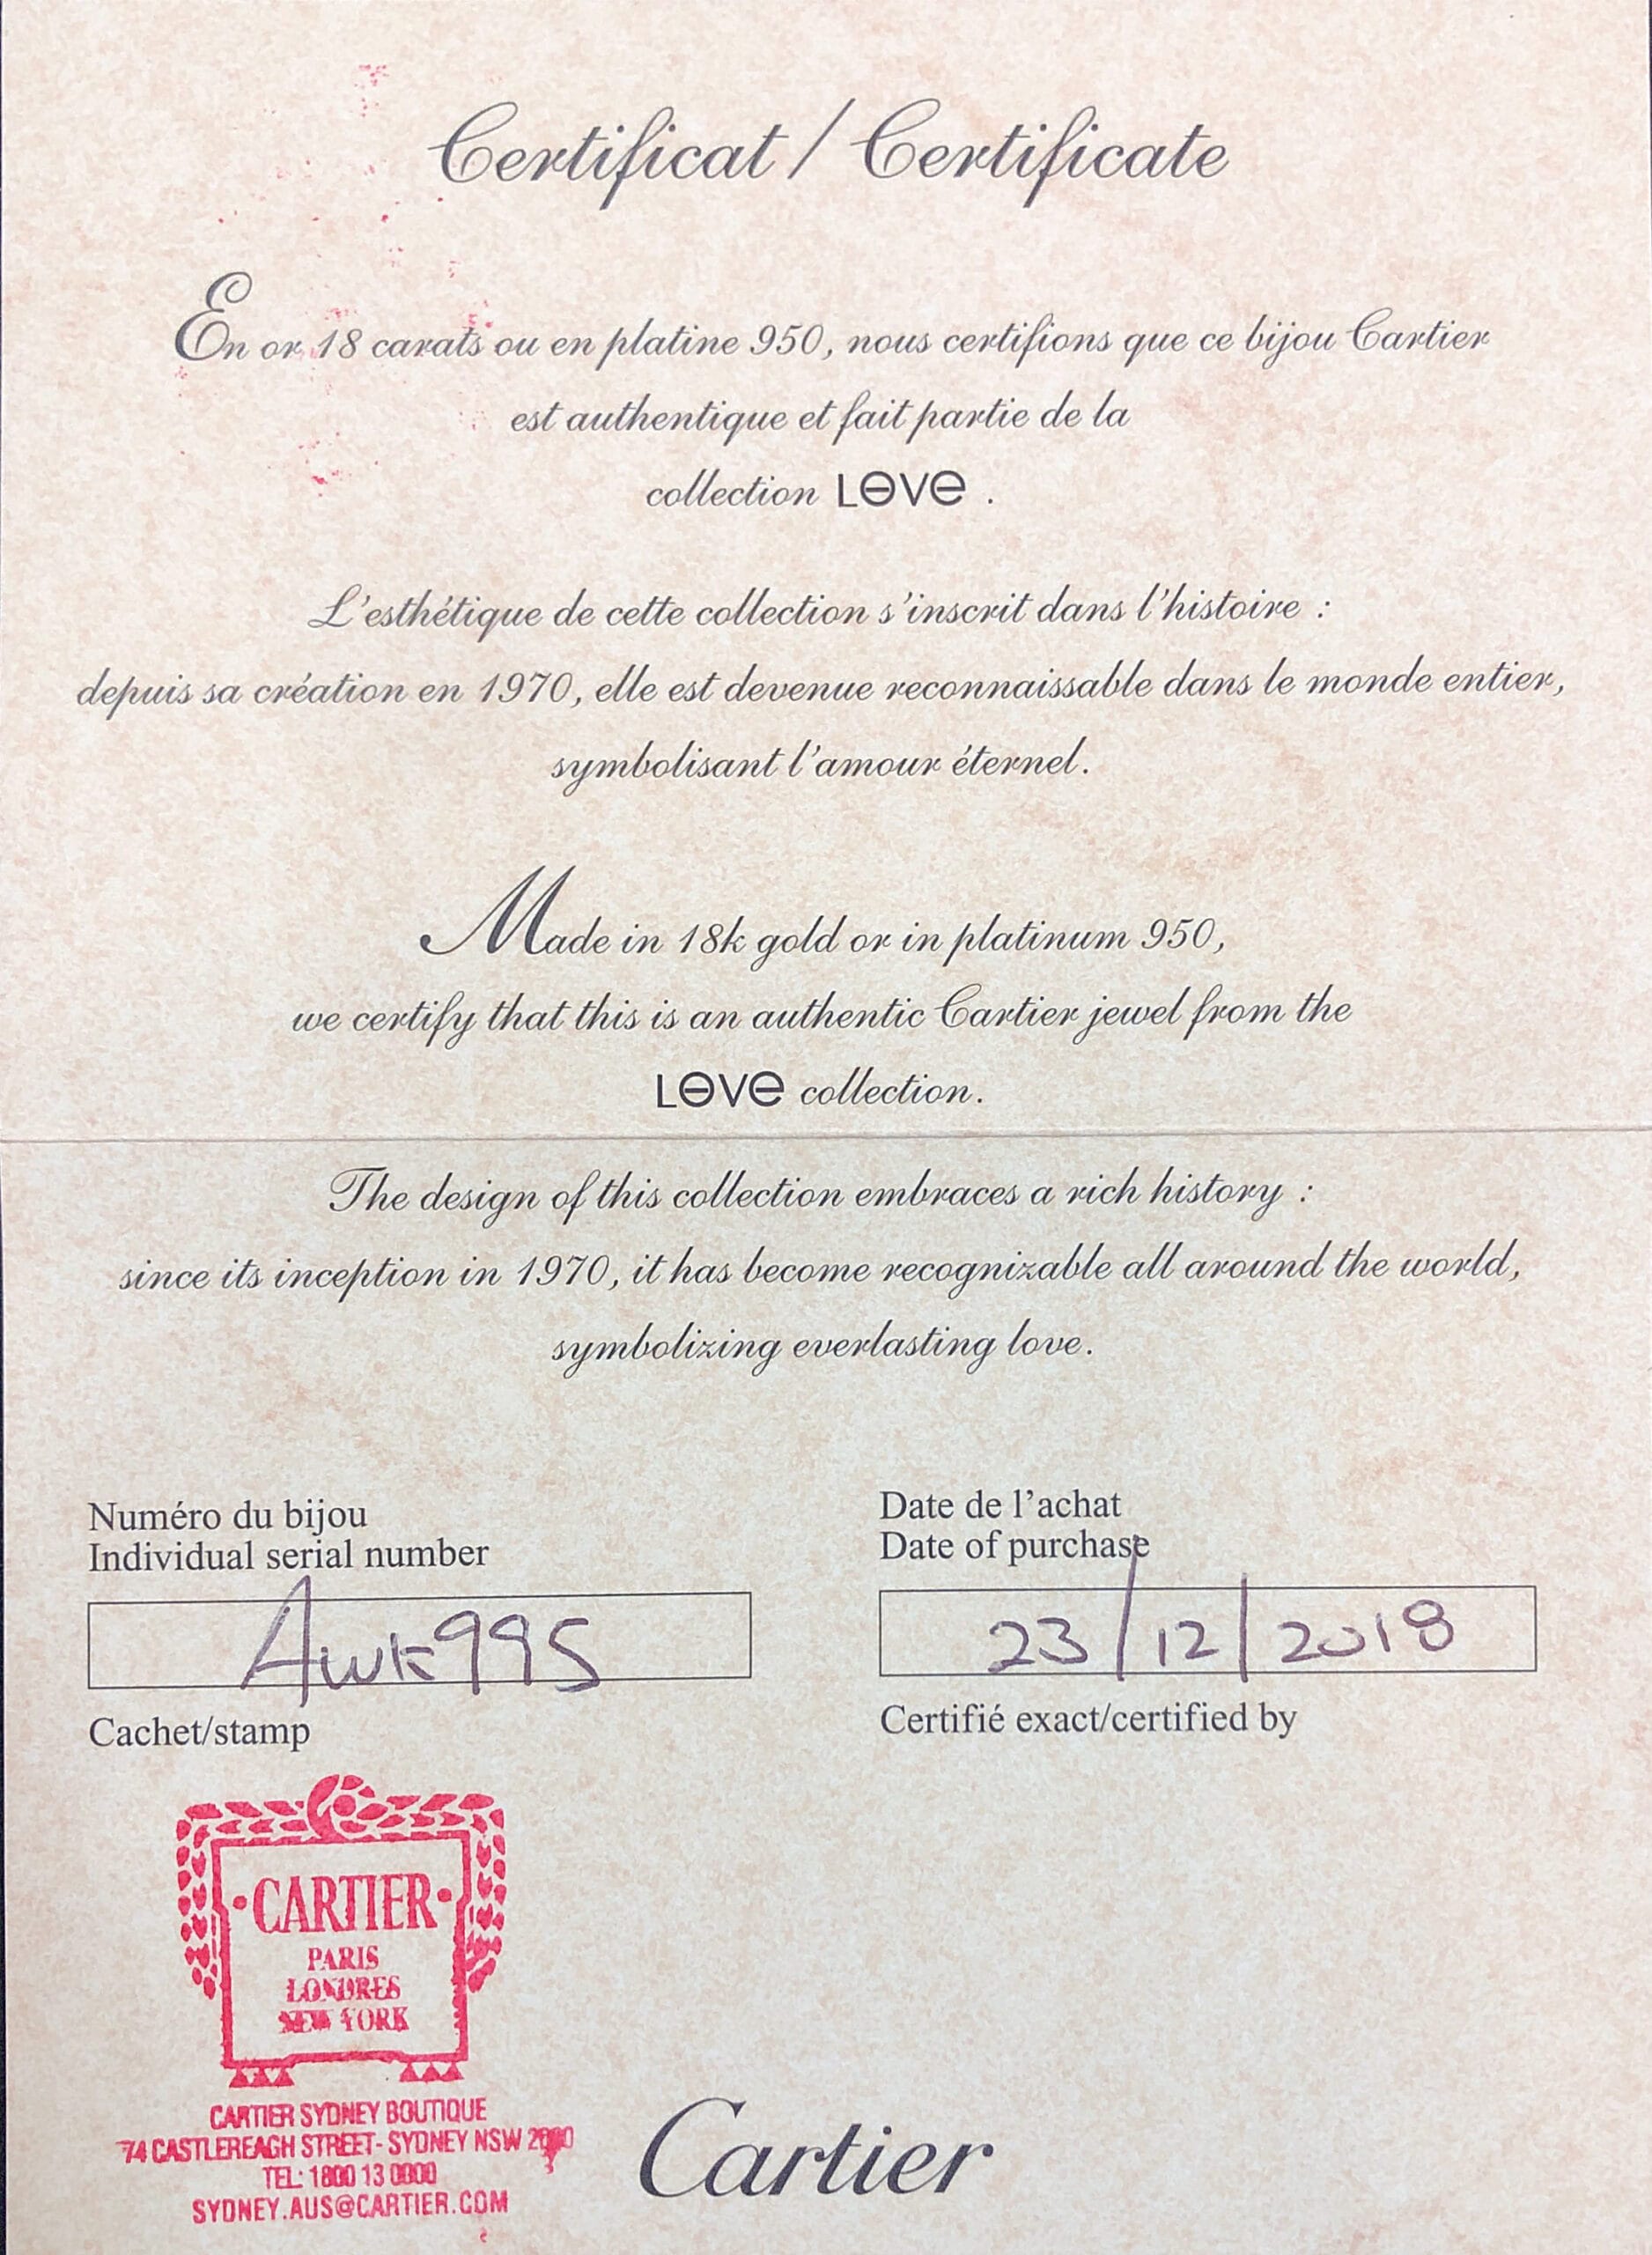 Certificat / Certificate
En or 18 carats ou en platine 950, nous certifions que ce bijou Cartier
est authentique et fait partie de la
collection LOVE .
L'esthétique de cette collection s'inscrit dans l'histoire :
depuis sa création en 1970, elle est devenue reconnaissable dans le monde entier,
symbolisant l'amour éternel.
Made in 18k gold or in platinum 950,
we certify that this is an authentic Cartier jewel from the
LOVE collection.
The design of this collection embraces a rich history :
since its inception in 1970, it has become recognizable all around the world,
symbolizing everlasting love.
Numéro du bijou
Individual serial number
AWK995
Date de l'achat
Date of purchase
23/12/2018
Cachet/stamp
Certifié exact/certified by
·CARTIER·
PARIS
LONDRES
NEW YORK
CARTIER SYDNEY BOUTIQUE
74 CASTLEREAGH STREET- SYDNEY NSW 2000
TEL: 1800 13 0000
SYDNEY.AUS@CARTIER.COM
Cartier